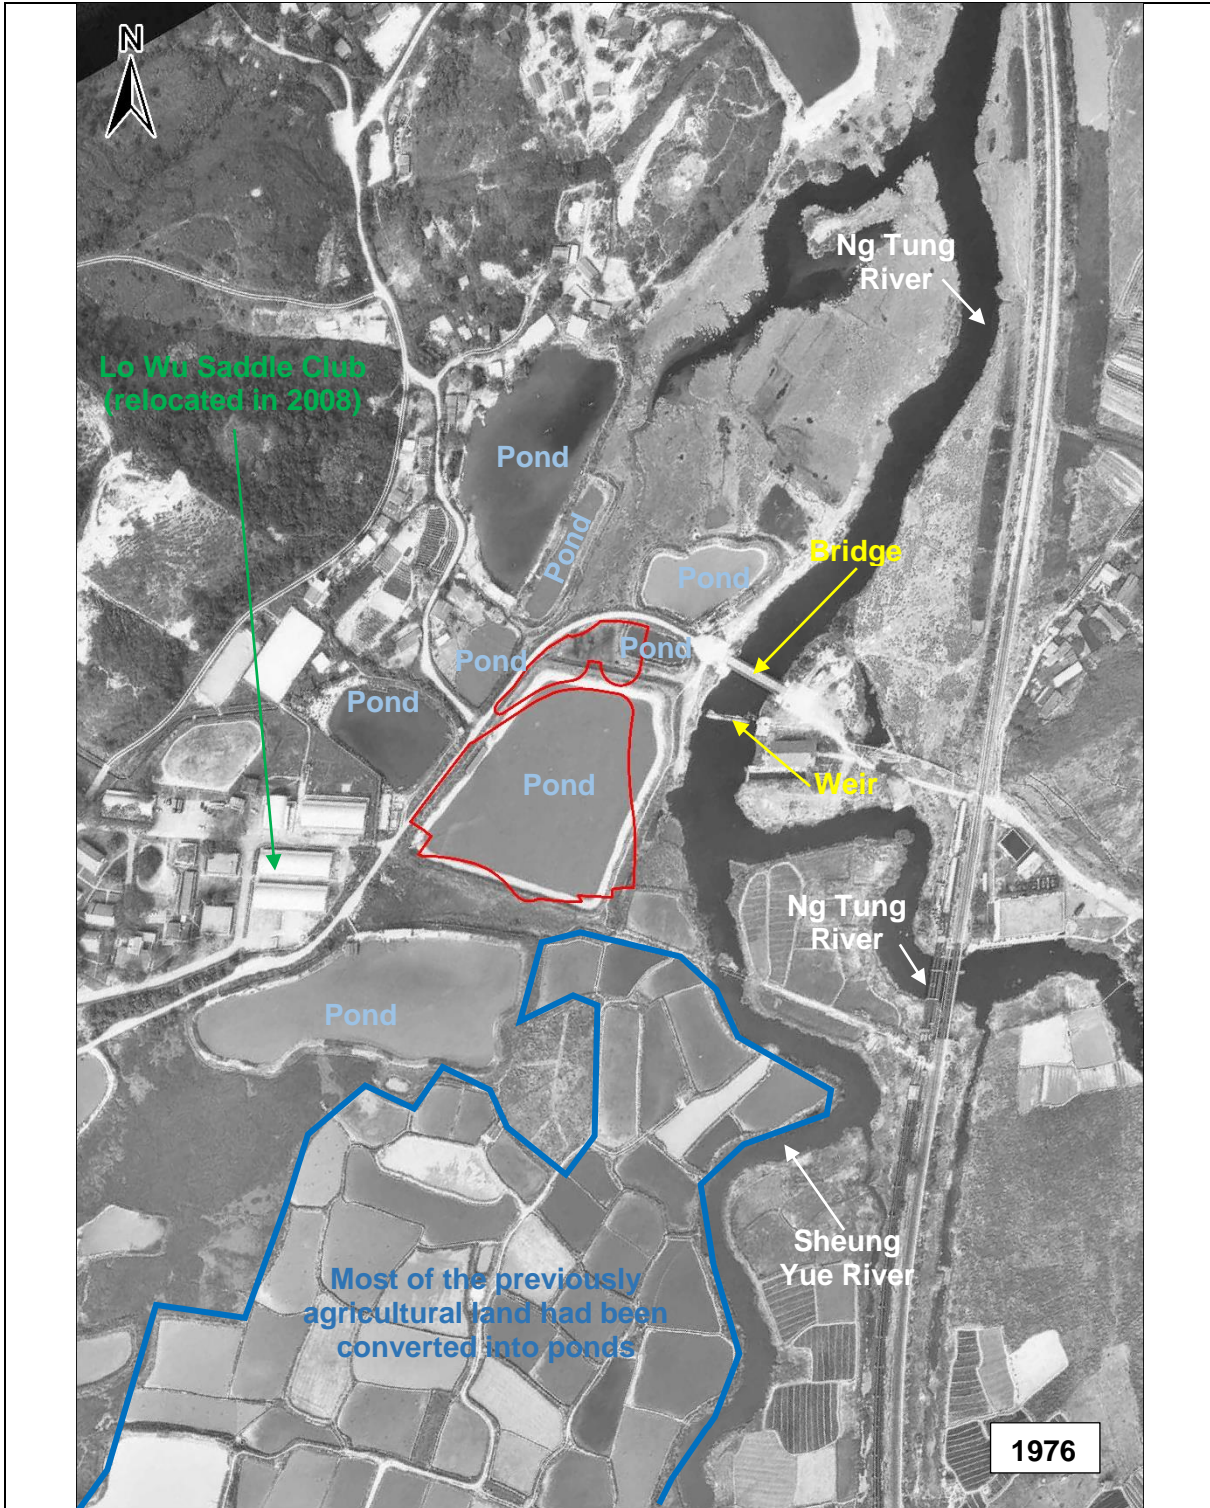 N
Ng Tung
River
Lo Wu Saddle Club
(relocated in 2008)
Pond
Pond
Bridge
Pond
Pond
Pond
Pond
Pond
Weir
Ng Tung
River
Pond
Sheung
Yue River
Most of the previously
agricultural land had been
converted into ponds
1976